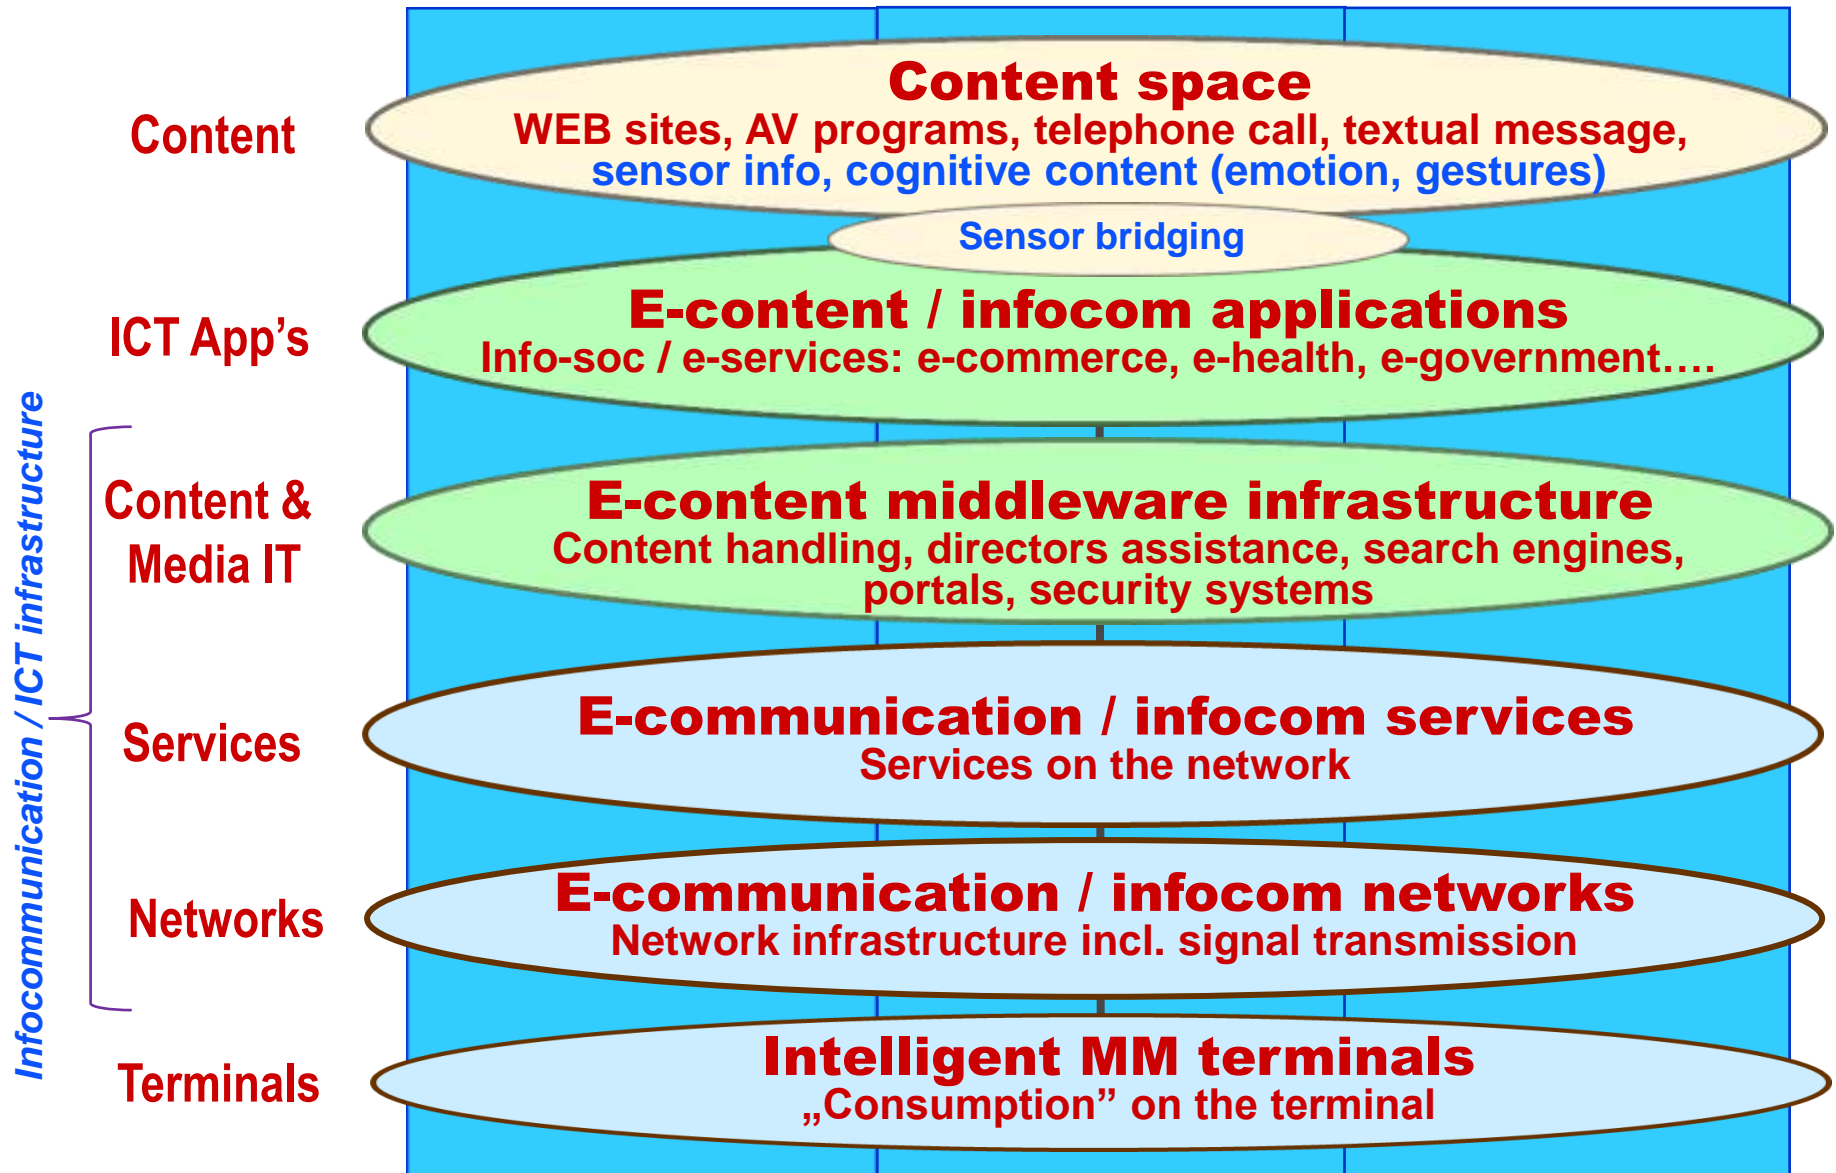 Content space
Content
WEB sites, AV programs, telephone call, textual message,
sensor info, cognitive content (emotion, gestures)
Sensor bridging
ICT App's
E-content / infocom applications
Info-soc / e-services: e-commerce, e-health, e-government….
Infocommunication / ICT infrastructure
Content &
Media IT
E-content middleware infrastructure
Content handling, directors assistance, search engines,
portals, security systems
Services
E-communication / infocom services
Services on the network
Networks
E-communication / infocom networks
Network infrastructure incl. signal transmission
Terminals
Intelligent MM terminals
„Consumption” on the terminal